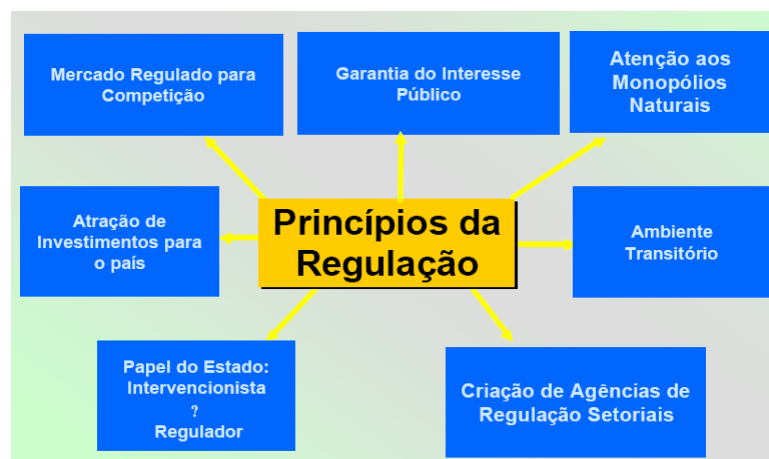 Mercado Regulado para
Competição
Garantia do Interesse
Público
Atenção aos
Monopólios
Naturais
Atração de
Investimentos para
o país
Princípios da
Regulação
Ambiente
Transitório
Papel do Estado:
Intervencionista
?
Regulador
Criação de Agências de
Regulação Setoriais